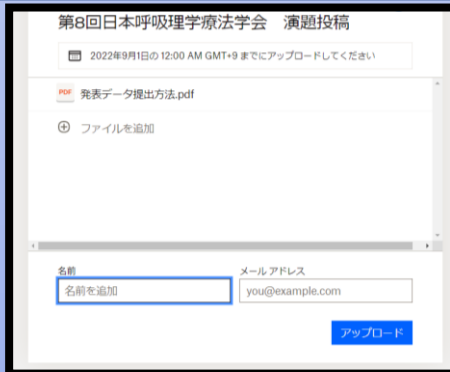 第8回日本呼吸理学療法学会　演題投稿
2022年9月1日の 12:00 AM GMT+9 までにアップロードしてください
PDF 発表データ提出方法.pdf
ファイルを追加
名前 メール アドレス
名前を追加 you@example.com
アップロード